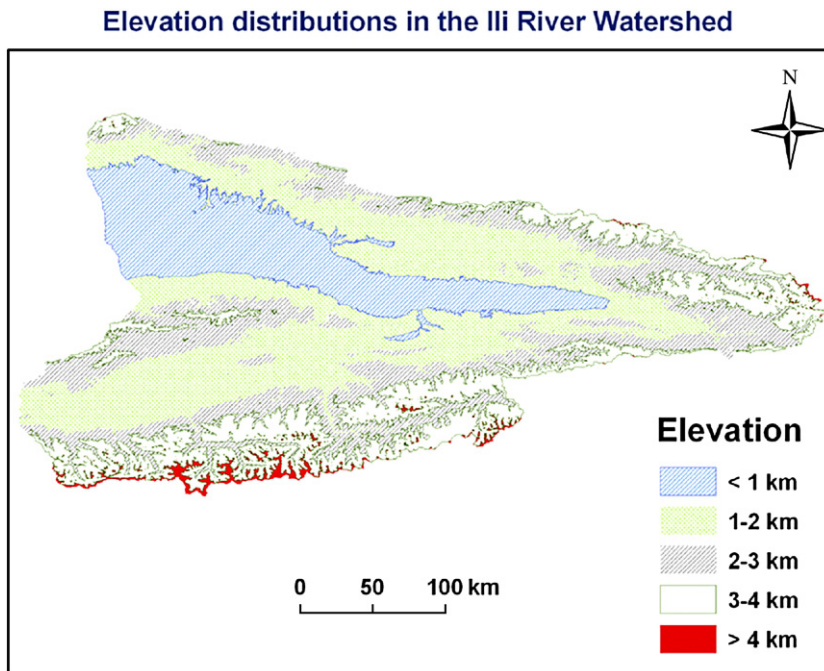 Elevation distributions in the Ili River Watershed
N
Elevation
< 1 km
1-2 km
2-3 km
3-4 km
> 4 km
0 50 100 km